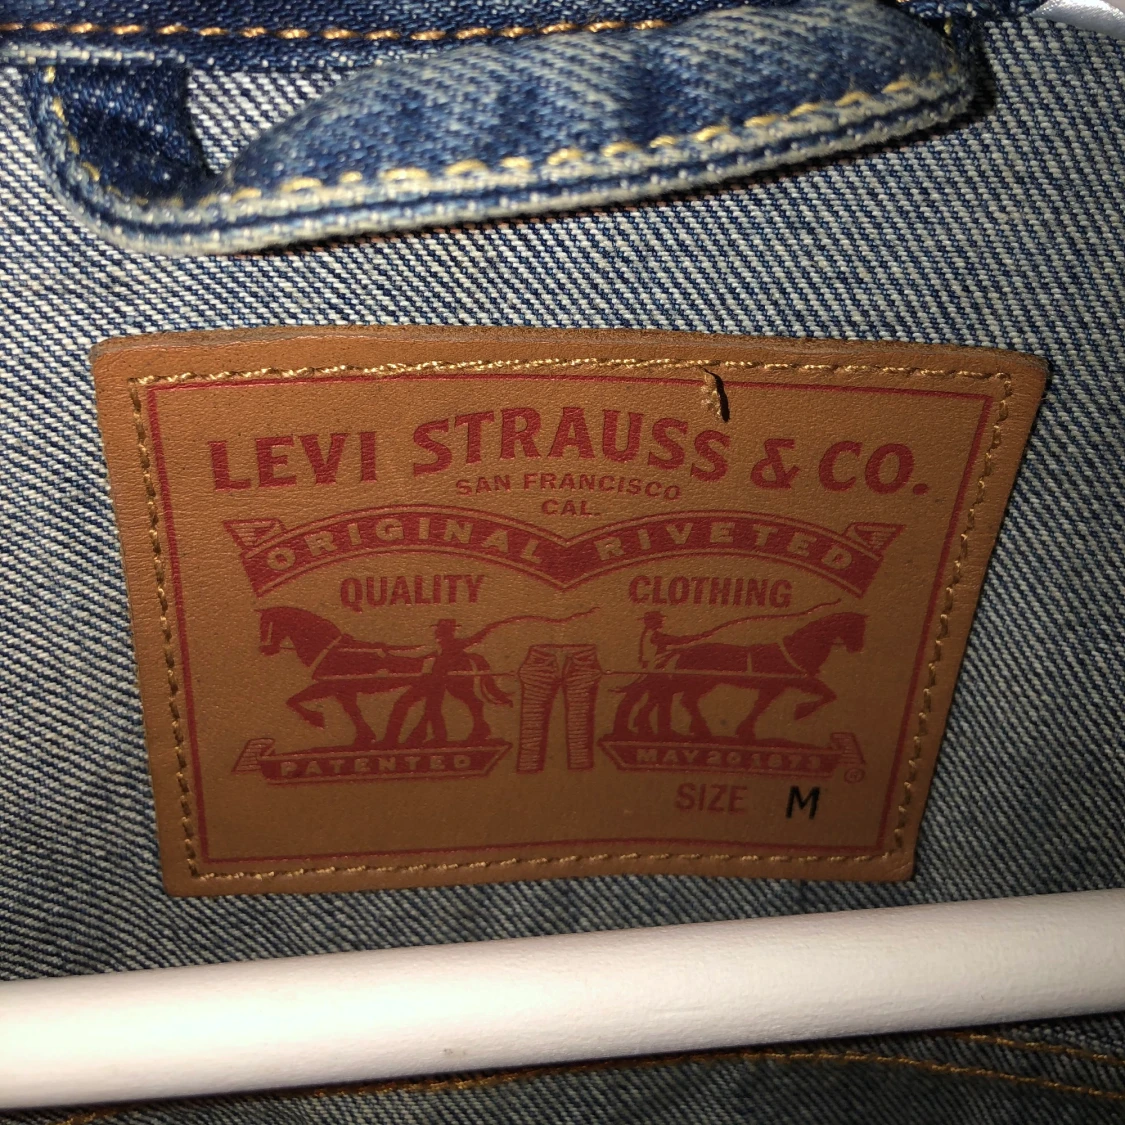 LEVI STRAUSS & CO.
SAN FRANCISCO
CAL.
ORIGINAL RIVETED
QUALITY CLOTHING
PATENTED MAY 20 1873
®
SIZE M